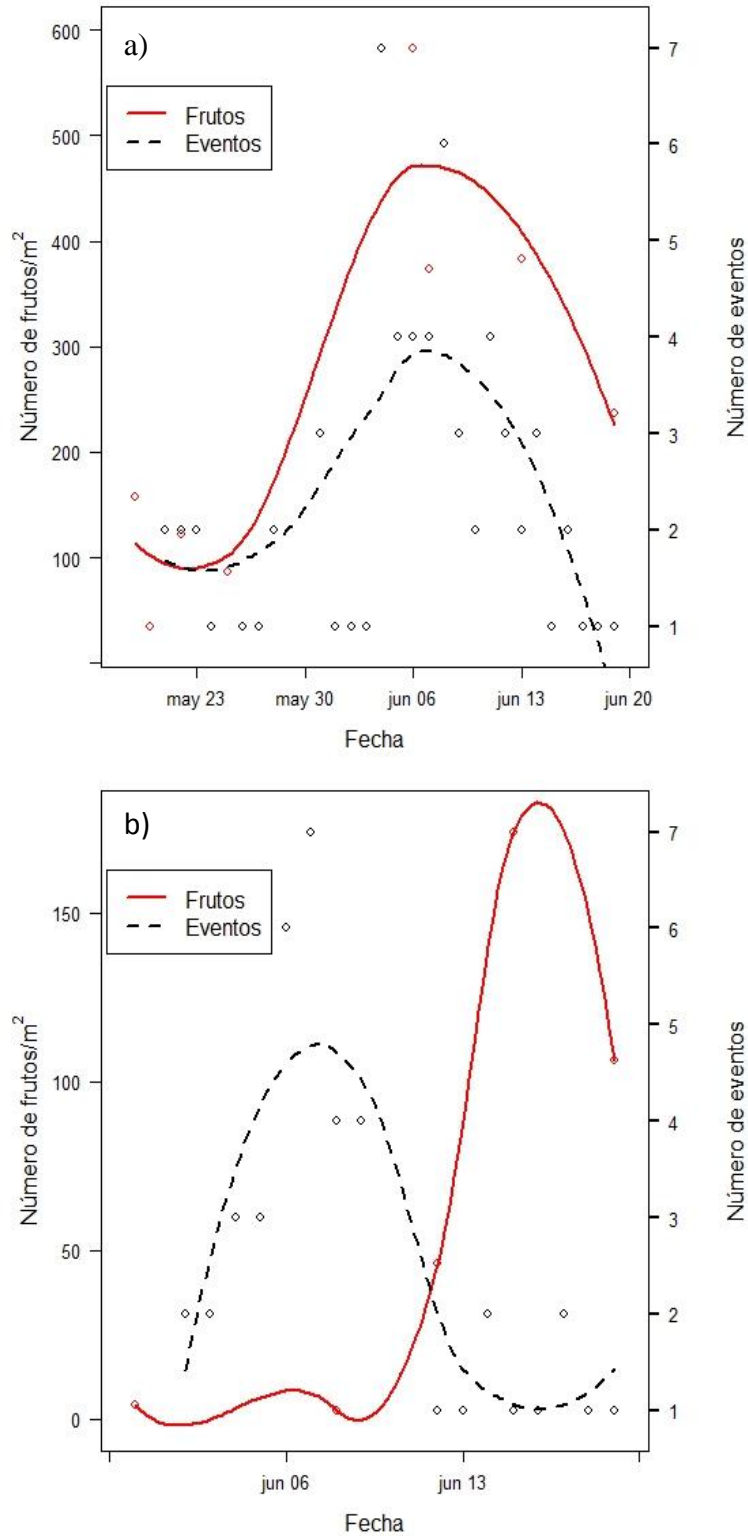 a)
Frutos
Eventos
600
500
400
300
200
100
7
6
5
4
3
2
1
Número de frutos/m²
Número de eventos
may 23 may 30 jun 06 jun 13 jun 20
Fecha
b)
Frutos
Eventos
150
100
50
0
7
6
5
4
3
2
1
Número de frutos/m²
Número de eventos
jun 06 jun 13
Fecha